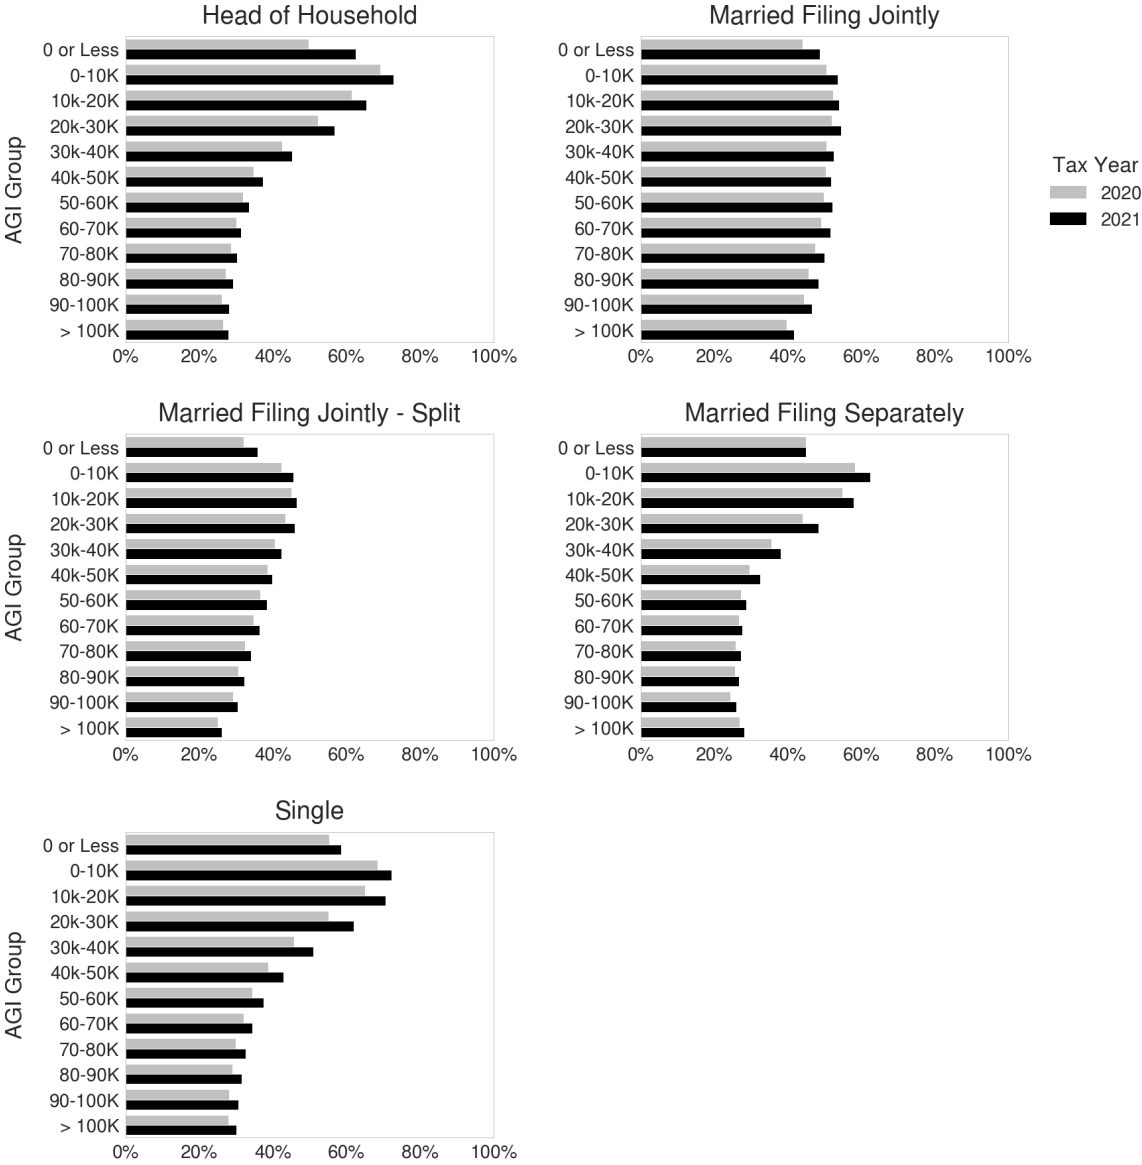 Head of Household
AGI Group
0 or Less
0-10K
10k-20K
20k-30K
30k-40K
40k-50K
50-60K
60-70K
70-80K
80-90K
90-100K
> 100K
0% 20% 40% 60% 80% 100%
Married Filing Jointly
0 or Less
0-10K
10k-20K
20k-30K
30k-40K
40k-50K
50-60K
60-70K
70-80K
80-90K
90-100K
> 100K
0% 20% 40% 60% 80% 100%
Tax Year
2020
2021
Married Filing Jointly - Split
AGI Group
0 or Less
0-10K
10k-20K
20k-30K
30k-40K
40k-50K
50-60K
60-70K
70-80K
80-90K
90-100K
> 100K
0% 20% 40% 60% 80% 100%
Married Filing Separately
0 or Less
0-10K
10k-20K
20k-30K
30k-40K
40k-50K
50-60K
60-70K
70-80K
80-90K
90-100K
> 100K
0% 20% 40% 60% 80% 100%
Single
AGI Group
0 or Less
0-10K
10k-20K
20k-30K
30k-40K
40k-50K
50-60K
60-70K
70-80K
80-90K
90-100K
> 100K
0% 20% 40% 60% 80% 100%